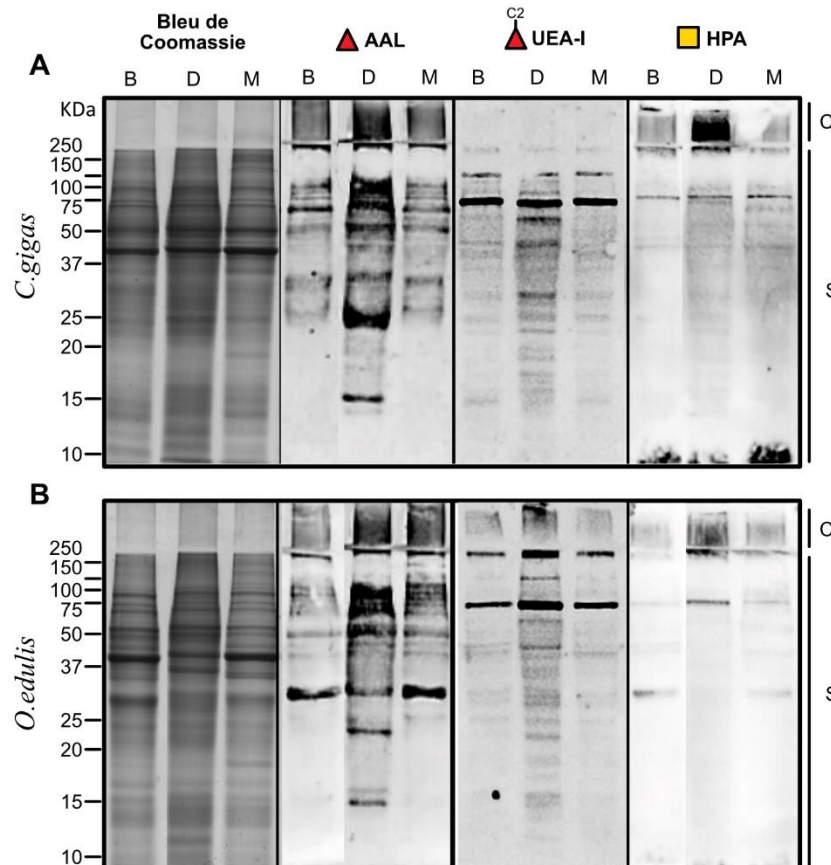 Bleu de
Coomassie
AAL
C2
UEA-I
HPA
A
B D M B D M B D M B D M
KDa
C
250
150
100
75
50
37
25
20
15
10
C.gigas
S
B
C
250
150
100
75
50
37
25
20
15
10
O.edulis
S